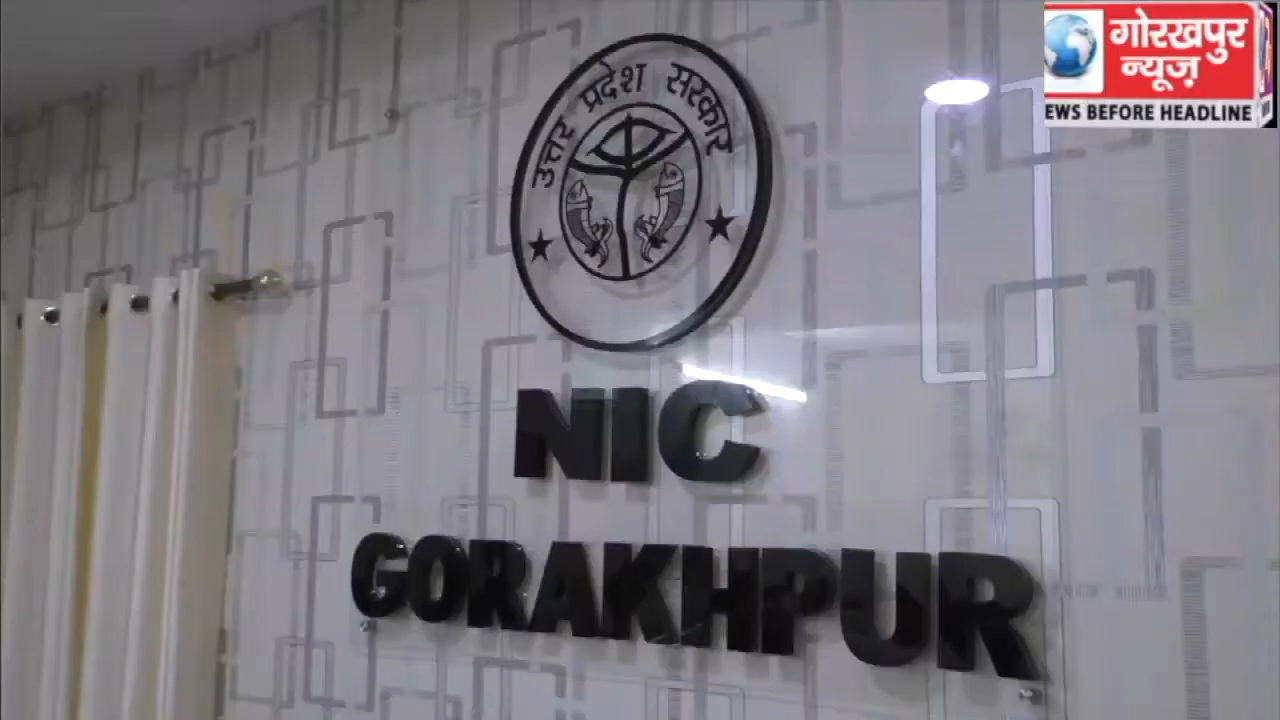 उत्तर प्रदेश सरकार
NIC
GORAKHPUR
गोरखपुर
न्यूज़
EWS BEFORE HEADLINE